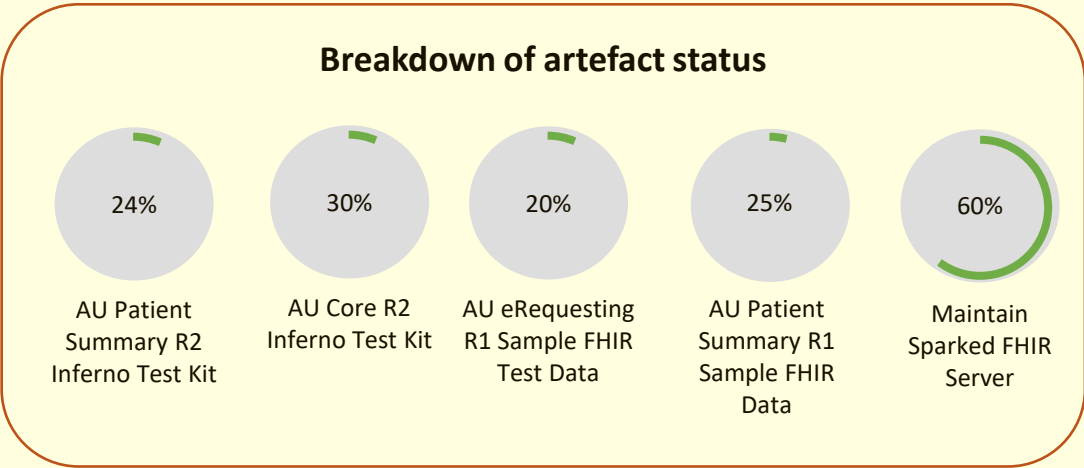 Breakdown of artefact status
24%
30%
20%
25%
60%
AU Patient
Summary R2
Inferno Test Kit
AU Core R2
Inferno Test Kit
AU eRequesting
R1 Sample FHIR
Test Data
AU Patient
Summary R1
Sample FHIR
Data
Maintain
Sparked FHIR
Server